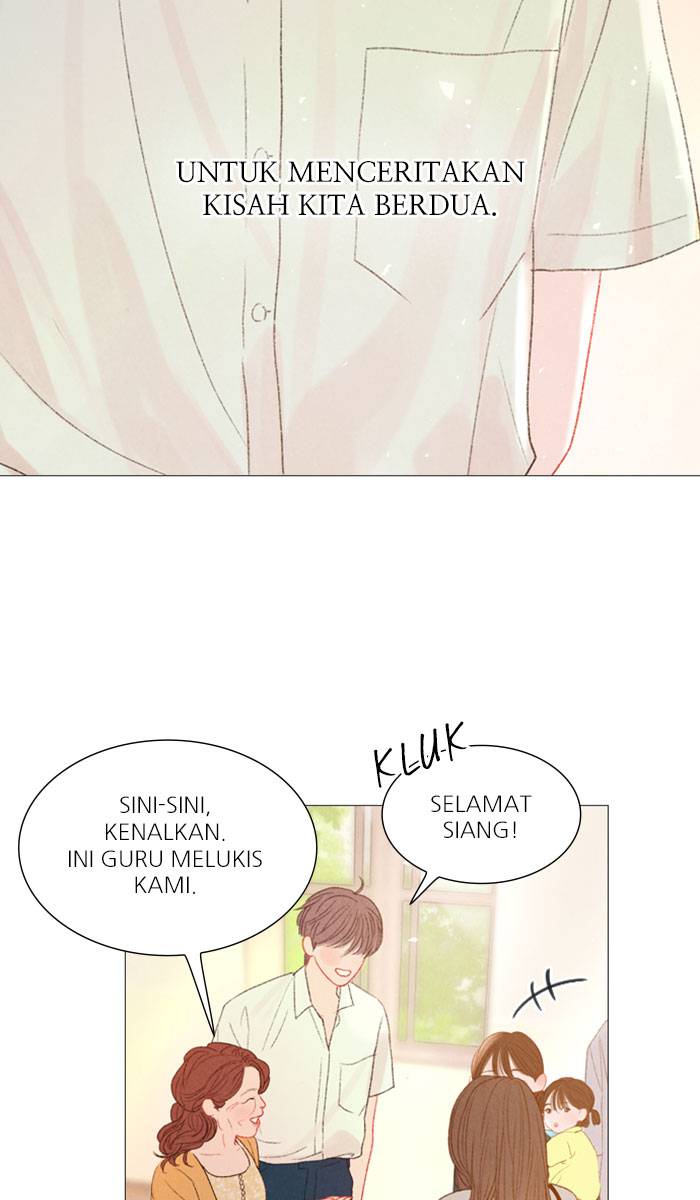 UNTUK MENCERITAKAN
KISAH KITA BERDUA.
KLUK
SELAMAT
SIANG!
SINI-SINI,
KENALKAN.
INI GURU MELUKIS
KAMI.